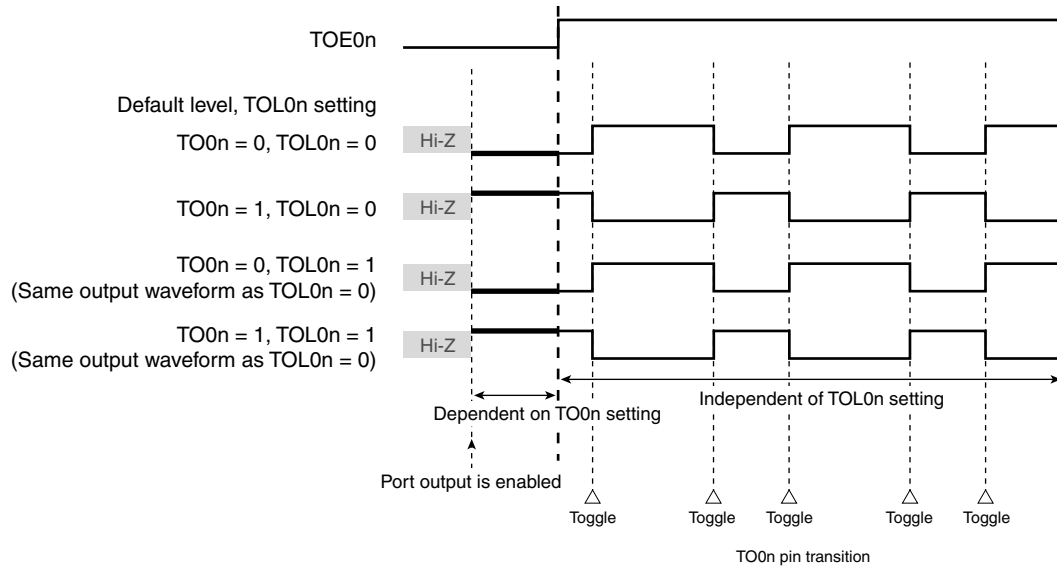 TOE0n
Default level, TOL0n setting
TO0n = 0, TOL0n = 0
Hi-Z
TO0n = 1, TOL0n = 0
Hi-Z
TO0n = 0, TOL0n = 1
(Same output waveform as TOL0n = 0)
Hi-Z
TO0n = 1, TOL0n = 1
(Same output waveform as TOL0n = 0)
Hi-Z
Dependent on TO0n setting
Independent of TOL0n setting
Port output is enabled
Toggle
Toggle
Toggle
Toggle
Toggle
TO0n pin transition